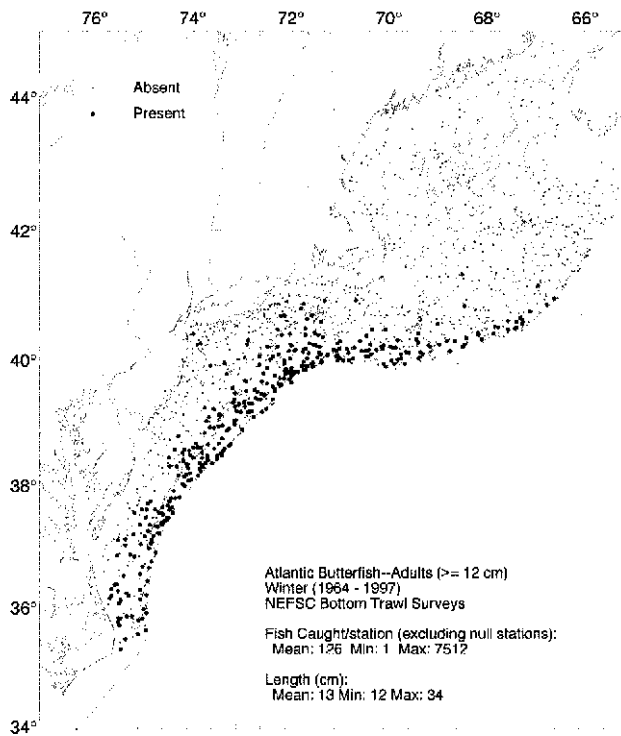 76° 74° 72° 70° 68° 66°
44°
Absent
Present
42°
40°
38°
36°
34°
Atlantic Butterfish--Adults (>= 12 cm)
Winter (1964 - 1997)
NEFSC Bottom Trawl Surveys
Fish Caught/station (excluding null stations):
Mean: 126 Min: 1 Max: 7512
Length (cm):
Mean: 13 Min: 12 Max: 34